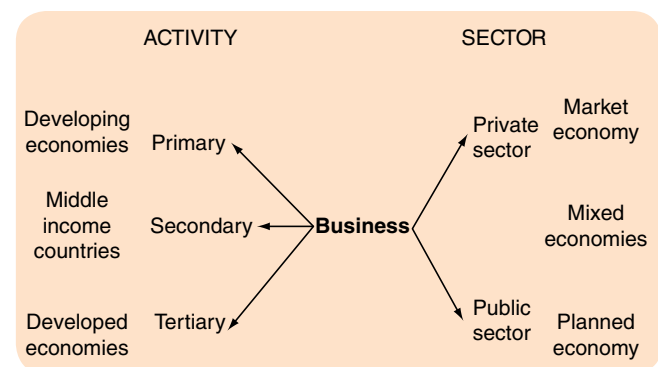 ACTIVITY
SECTOR
Developing
economies
Primary
Middle
income
countries
Secondary
Developed
economies
Tertiary
Business
Private
sector
Market
economy
Mixed
economies
Public
sector
Planned
economy